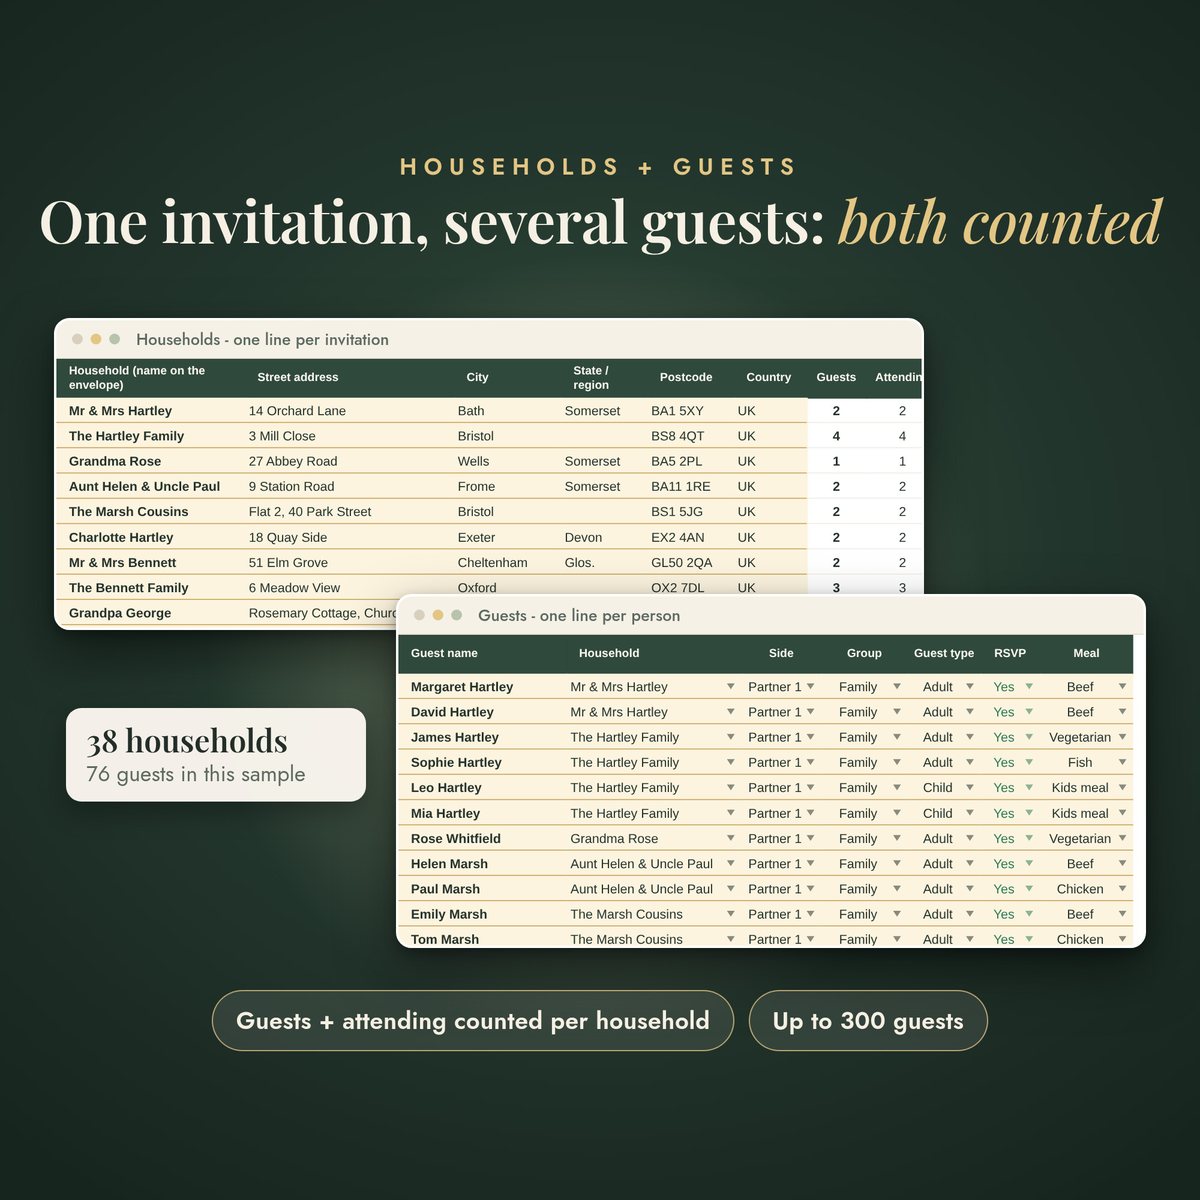 HOUSEHOLDS + GUESTS
One invitation, several guests: both counted
Households - one line per invitation
Household (name on the envelope) Street address City State / region Postcode Country Guests Attendin
Mr & Mrs Hartley 14 Orchard Lane Bath Somerset BA1 5XY UK 2 2
The Hartley Family 3 Mill Close Bristol BS8 4QT UK 4 4
Grandma Rose 27 Abbey Road Wells Somerset BA5 2PL UK 1 1
Aunt Helen & Uncle Paul 9 Station Road Frome Somerset BA11 1RE UK 2 2
The Marsh Cousins Flat 2, 40 Park Street Bristol BS1 5JG UK 2 2
Charlotte Hartley 18 Quay Side Exeter Devon EX2 4AN UK 2 2
Mr & Mrs Bennett 51 Elm Grove Cheltenham Glos. GL50 2QA UK 2 2
The Bennett Family 6 Meadow View Oxford OX2 7DL UK 3 3
Grandpa George Rosemary Cottage, Churc
Guests - one line per person
Guest name Household Side Group Guest type RSVP Meal
Margaret Hartley Mr & Mrs Hartley Partner 1 Family Adult Yes Beef
David Hartley Mr & Mrs Hartley Partner 1 Family Adult Yes Beef
James Hartley The Hartley Family Partner 1 Family Adult Yes Vegetarian
Sophie Hartley The Hartley Family Partner 1 Family Adult Yes Fish
Leo Hartley The Hartley Family Partner 1 Family Child Yes Kids meal
Mia Hartley The Hartley Family Partner 1 Family Child Yes Kids meal
Rose Whitfield Grandma Rose Partner 1 Family Adult Yes Vegetarian
Helen Marsh Aunt Helen & Uncle Paul Partner 1 Family Adult Yes Beef
Paul Marsh Aunt Helen & Uncle Paul Partner 1 Family Adult Yes Chicken
Emily Marsh The Marsh Cousins Partner 1 Family Adult Yes Beef
Tom Marsh The Marsh Cousins Partner 1 Family Adult Yes Chicken
38 households
76 guests in this sample
Guests + attending counted per household
Up to 300 guests